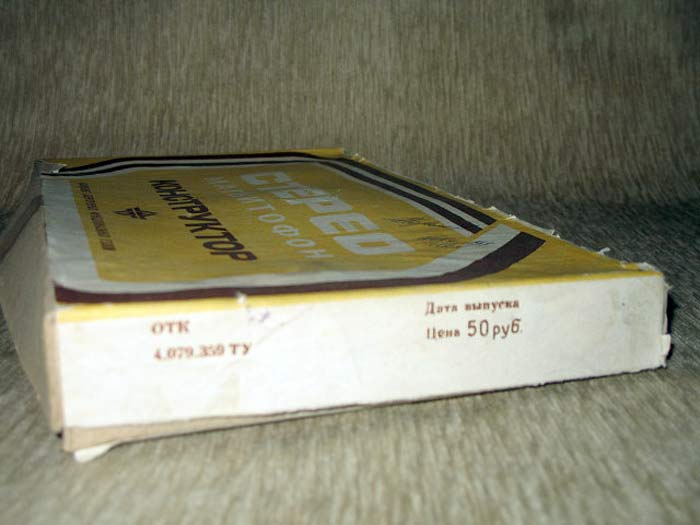 СТЕРЕО
МАГНИТОФОН
КОНСТРУКТОР
ОТК
4.079.359 ТУ
Дата выпуска
Цена 50 руб.